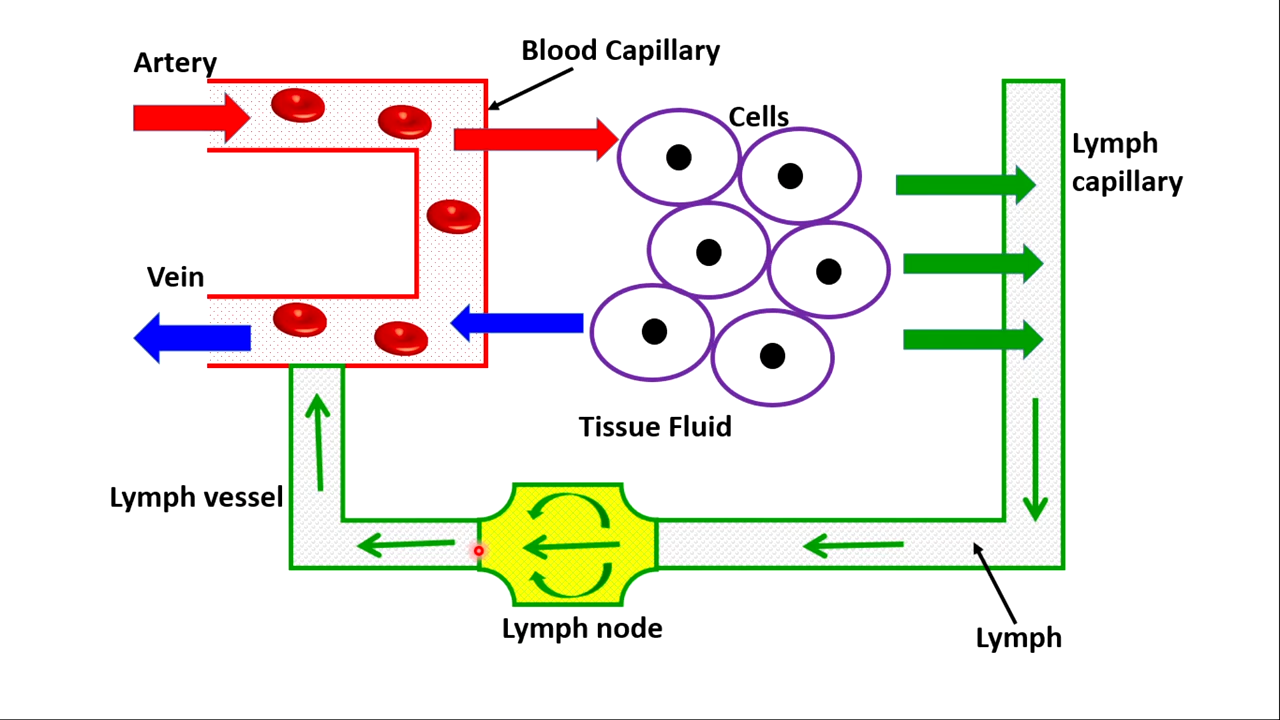 Artery
Blood Capillary
Cells
Lymph
capillary
Vein
Tissue Fluid
Lymph vessel
Lymph node
Lymph